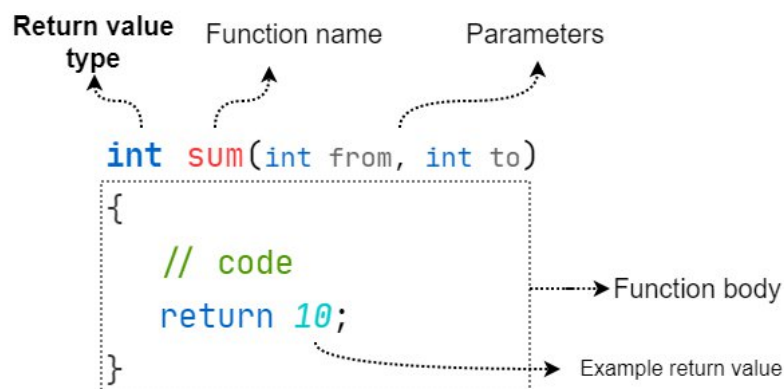 Return value
type
Function name
Parameters
int sum(int from, int to)
{
// code
return 10;
}
Function body
Example return value